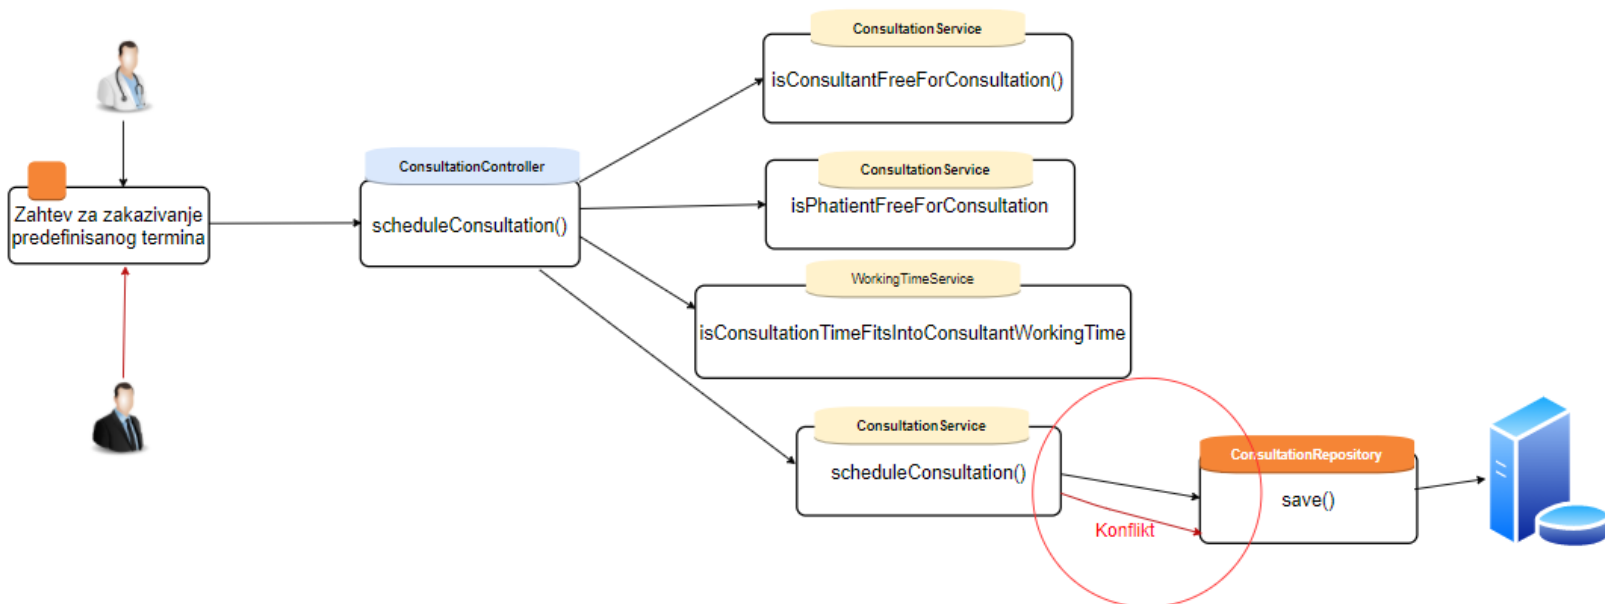 ConsultationService
isConsultantFreeForConsultation()
ConsultationController
scheduleConsultation()
Zahtev za zakazivanje
predefinisanog termina
ConsultationService
isPhatientFreeForConsultation
WorkingTimeService
isConsultationTimeFitsIntoConsultantWorkingTime
ConsultationService
scheduleConsultation()
Konflikt
ConsultationRepository
save()